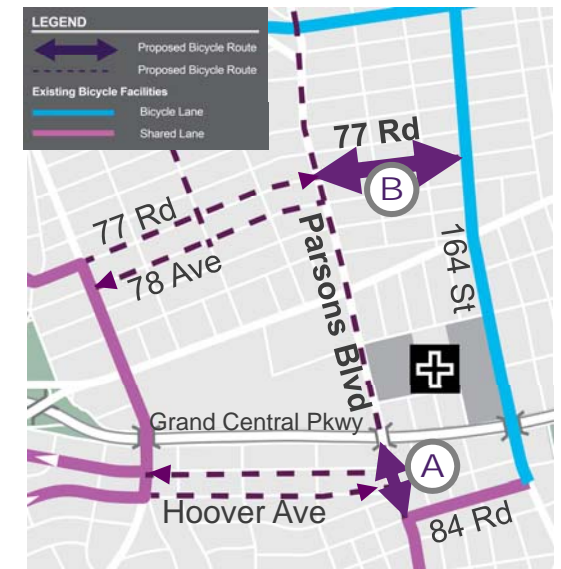 LEGEND
Proposed Bicycle Route
Proposed Bicycle Route
Existing Bicycle Facilities
Bicycle Lane
Shared Lane
77 Rd
B
77 Rd
78 Ave
Parsons Blvd
164 St
Grand Central Pkwy
A
Hoover Ave
84 Rd